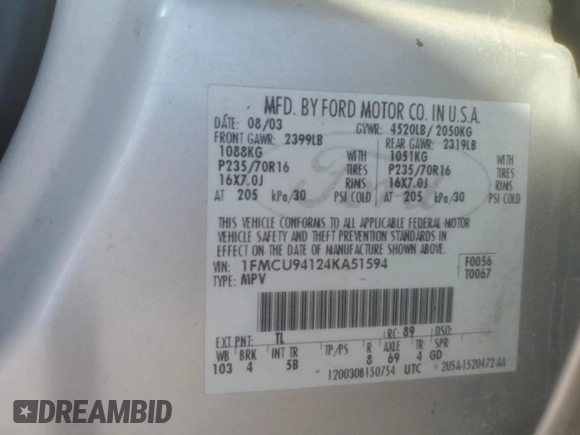 MFD. BY FORD MOTOR CO. IN U.S.A.
DATE: 08/03 GVWR: 4520LB/ 2050KG
FRONT GAWR: 2399LB REAR GAWR: 2319LB
1088KG WITH 1051KG WITH
P235/70R16 TIRES P235/70R16 TIRES
16X7.0J RIMS 16X7.0J RIMS
AT 205 kPa/30 PSI COLD AT 205 kPa/30 PSI COLD
THIS VEHICLE CONFORMS TO ALL APPLICABLE FEDERAL MOTOR
VEHICLE SAFETY AND THEFT PREVENTION STANDARDS IN
EFFECT ON THE DATE OF MANUFACTURE SHOWN ABOVE.
VIN: 1FMCU94124KA51594 F0056
TYPE: MPV T0067
EXT PNT: TL RC: 89 DSO:
WB BRK INT TR TP/PS R AXLE TR SPR
103 4 5B 8 69 4 GD
1200308150754 UTC 2U5A-1520472-AA
Ford
DREAMBID